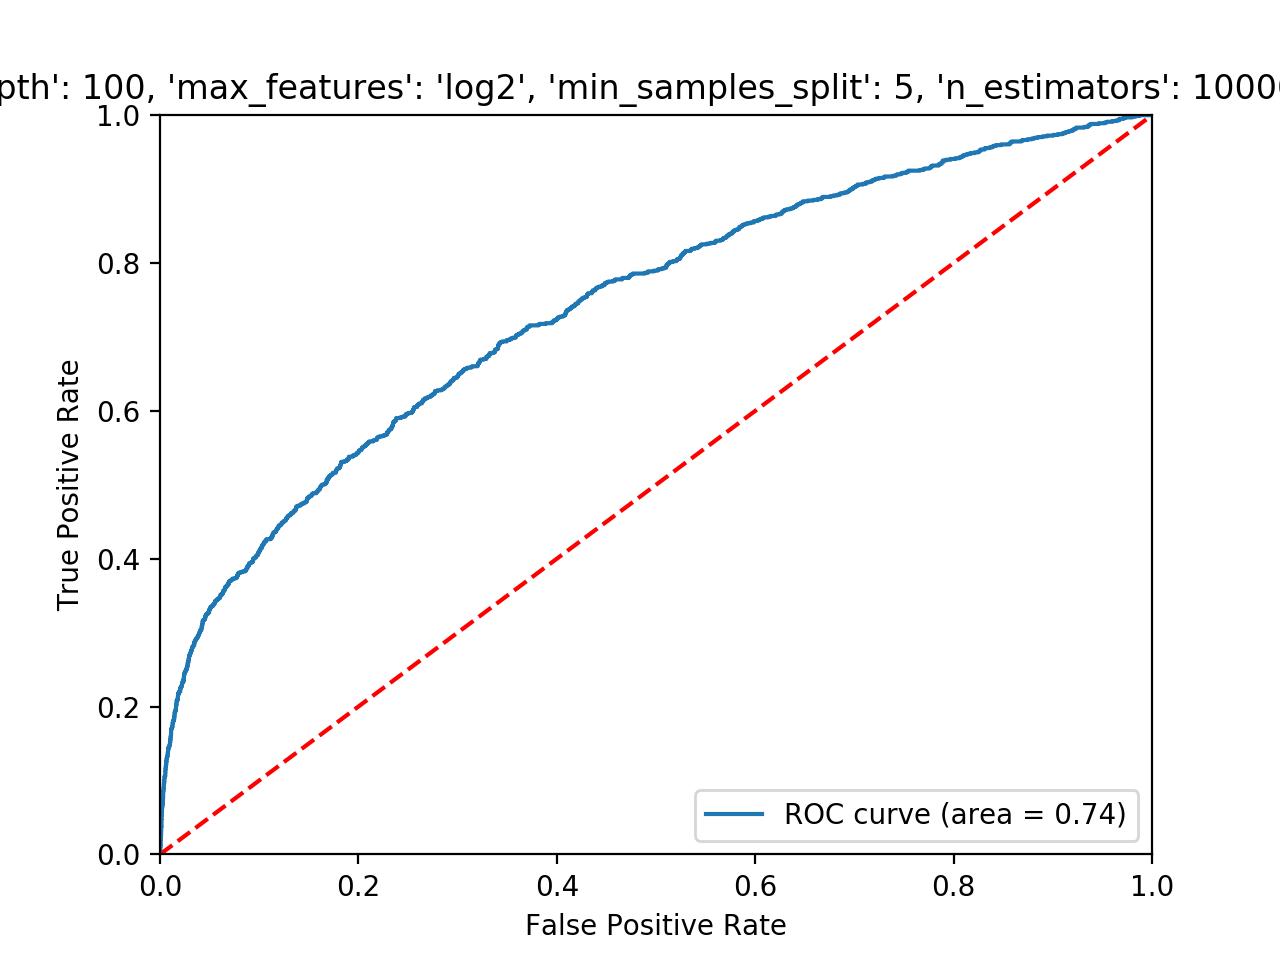 pth': 100, 'max_features': 'log2', 'min_samples_split': 5, 'n_estimators': 1000
1.0
0.8
0.6
0.4
0.2
0.0
True Positive Rate
ROC curve (area = 0.74)
0.0 0.2 0.4 0.6 0.8 1.0
False Positive Rate